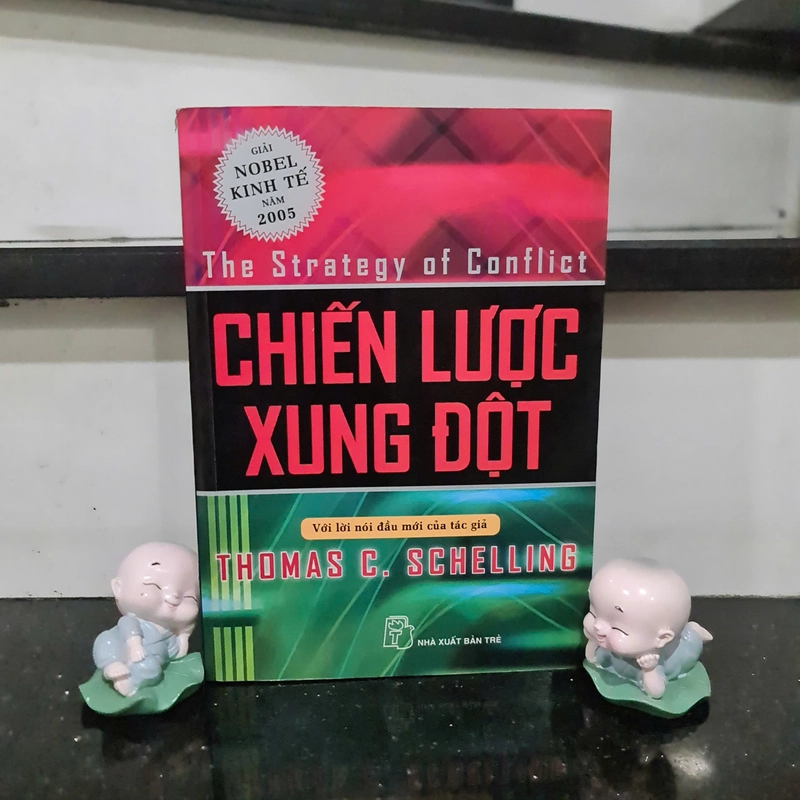 GIẢI
NOBEL
KINH TẾ
NĂM
2005
The Strategy of Conflict
CHIẾN LƯỢC
XUNG ĐỘT
Với lời nói đầu mới của tác giả
THOMAS C. SCHELLING
NHÀ XUẤT BẢN TRẺ